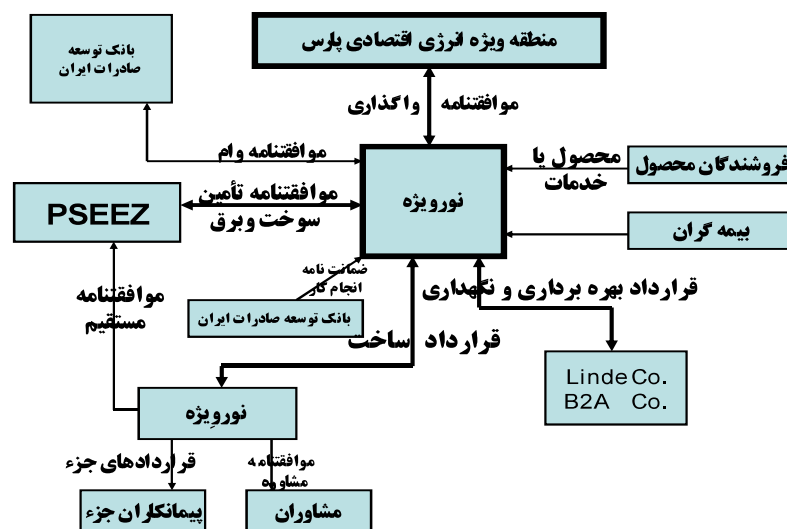 منطقه ویژه انرژی اقتصادی پارس
بانک توسعه
صادرات ایران
موافقتنامه واگذاری
موافقتنامه وام
محصول یا
خدمات
فروشندگان محصول
نورویژه
PSEEZ
موافقتنامه تأمین
سوخت وبرق
بیمه گران
ضمانت نامه
انجام کار
بانک توسعه صادرات ایران
قرارداد بهره برداری و نگهداری
موافقتنامه
مستقیم
قرارداد ساخت
Linde Co.
B2A Co.
نورویژه
قراردادهای جزء
موافقتنامه
مشاوره
پیمانکاران جزء
مشاوران